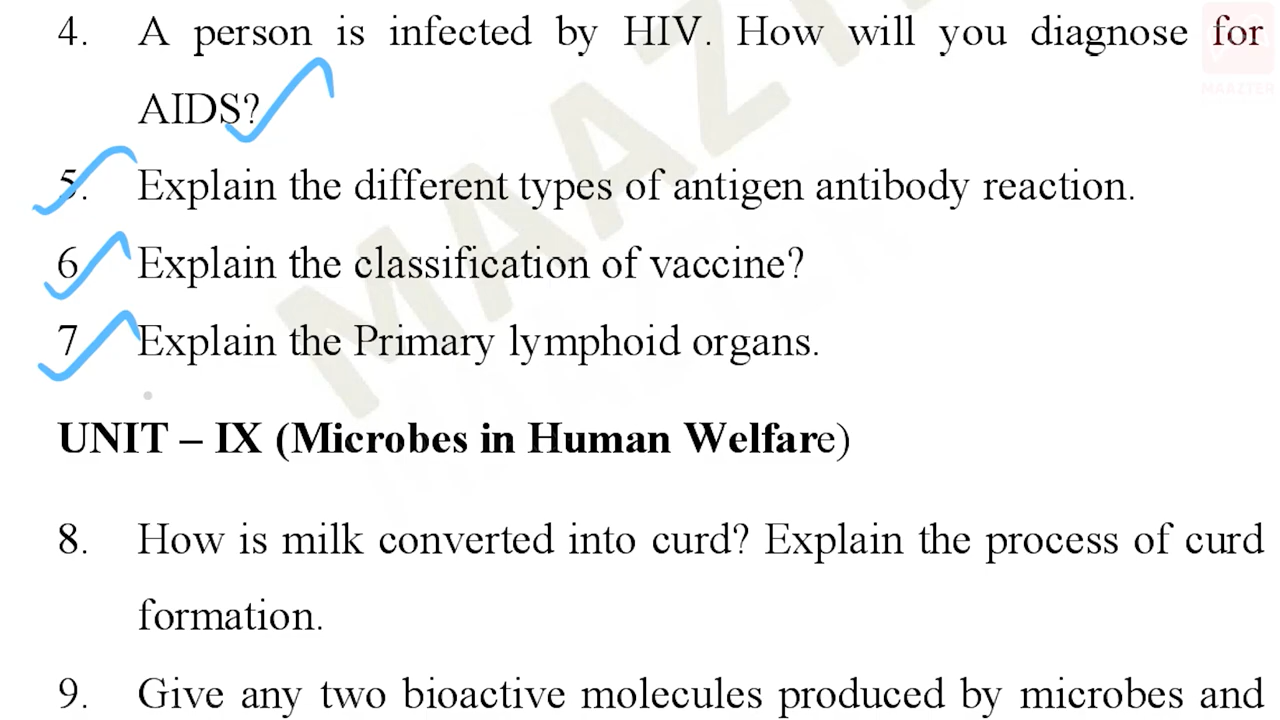 4. A person is infected by HIV. How will you diagnose for
AIDS?
5. Explain the different types of antigen antibody reaction.
6 Explain the classification of vaccine?
7 Explain the Primary lymphoid organs.
UNIT – IX (Microbes in Human Welfare)
8. How is milk converted into curd? Explain the process of curd
formation.
9. Give any two bioactive molecules produced by microbes and
MAAZTER